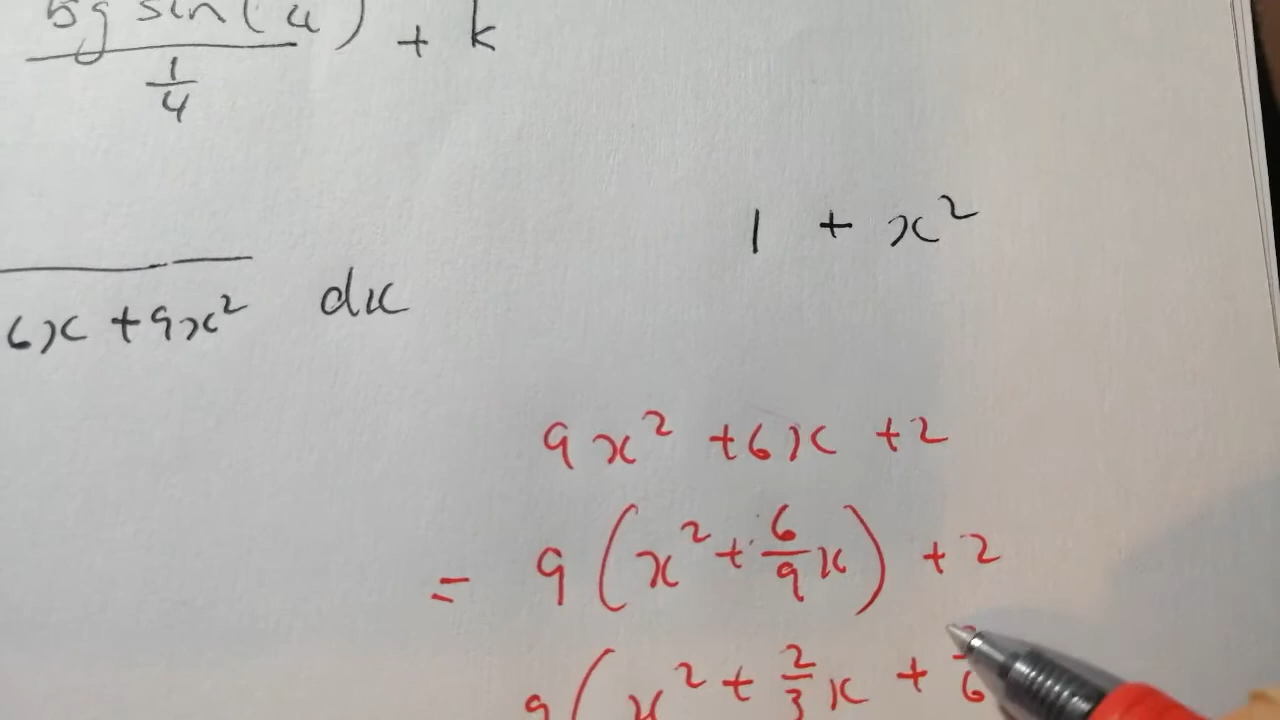 bg sin(u) + k
1/4
1 + x²
6x + 9x² dx
9x² + 6x + 2
= 9(x² + 6/9 x) + 2
9(x² + 2/3 x +